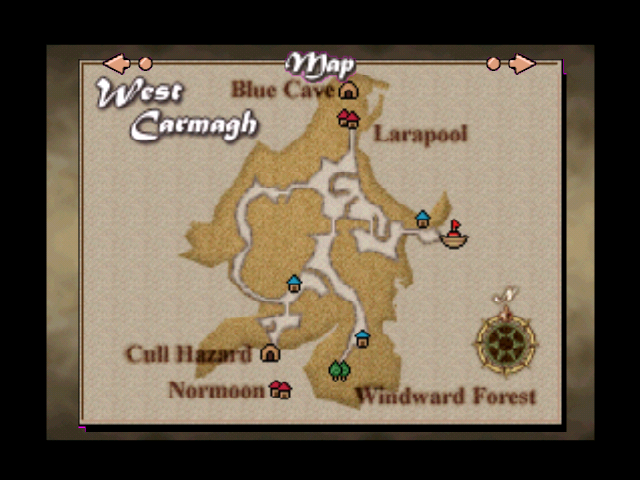 Map
West
Carmagh
Blue Cave
Larapool
Cull Hazard
Normoon
Windward Forest
N